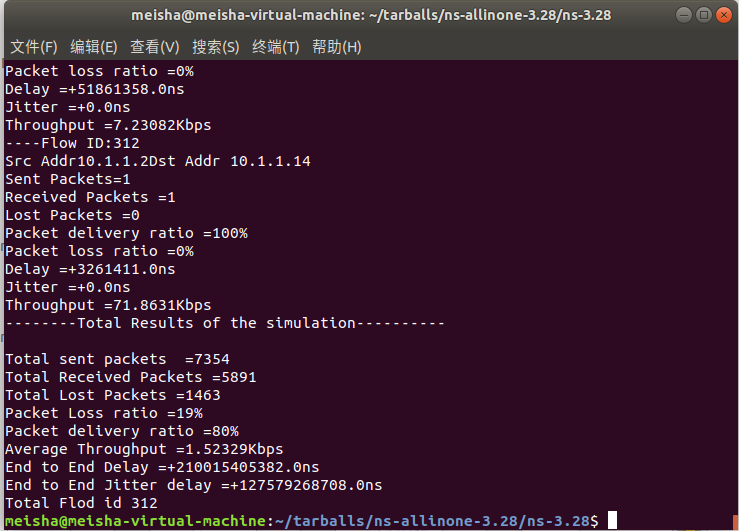 meisha@meisha-virtual-machine: ~/tarballs/ns-allinone-3.28/ns-3.28
文件(F) 编辑(E) 查看(V) 搜索(S) 终端(T) 帮助(H)
Packet loss ratio =0%
Delay =+51861358.0ns
Jitter =+0.0ns
Throughput =7.23082Kbps
----Flow ID:312
Src Addr10.1.1.2Dst Addr 10.1.1.14
Sent Packets=1
Received Packets =1
Lost Packets =0
Packet delivery ratio =100%
Packet loss ratio =0%
Delay =+3261411.0ns
Jitter =+0.0ns
Throughput =71.8631Kbps
--------Total Results of the simulation----------
Total sent packets  =7354
Total Received Packets =5891
Total Lost Packets =1463
Packet Loss ratio =19%
Packet delivery ratio =80%
Average Throughput =1.52329Kbps
End to End Delay =+210015405382.0ns
End to End Jitter delay =+127579268708.0ns
Total Flod id 312
meisha@meisha-virtual-machine:~/tarballs/ns-allinone-3.28/ns-3.28$